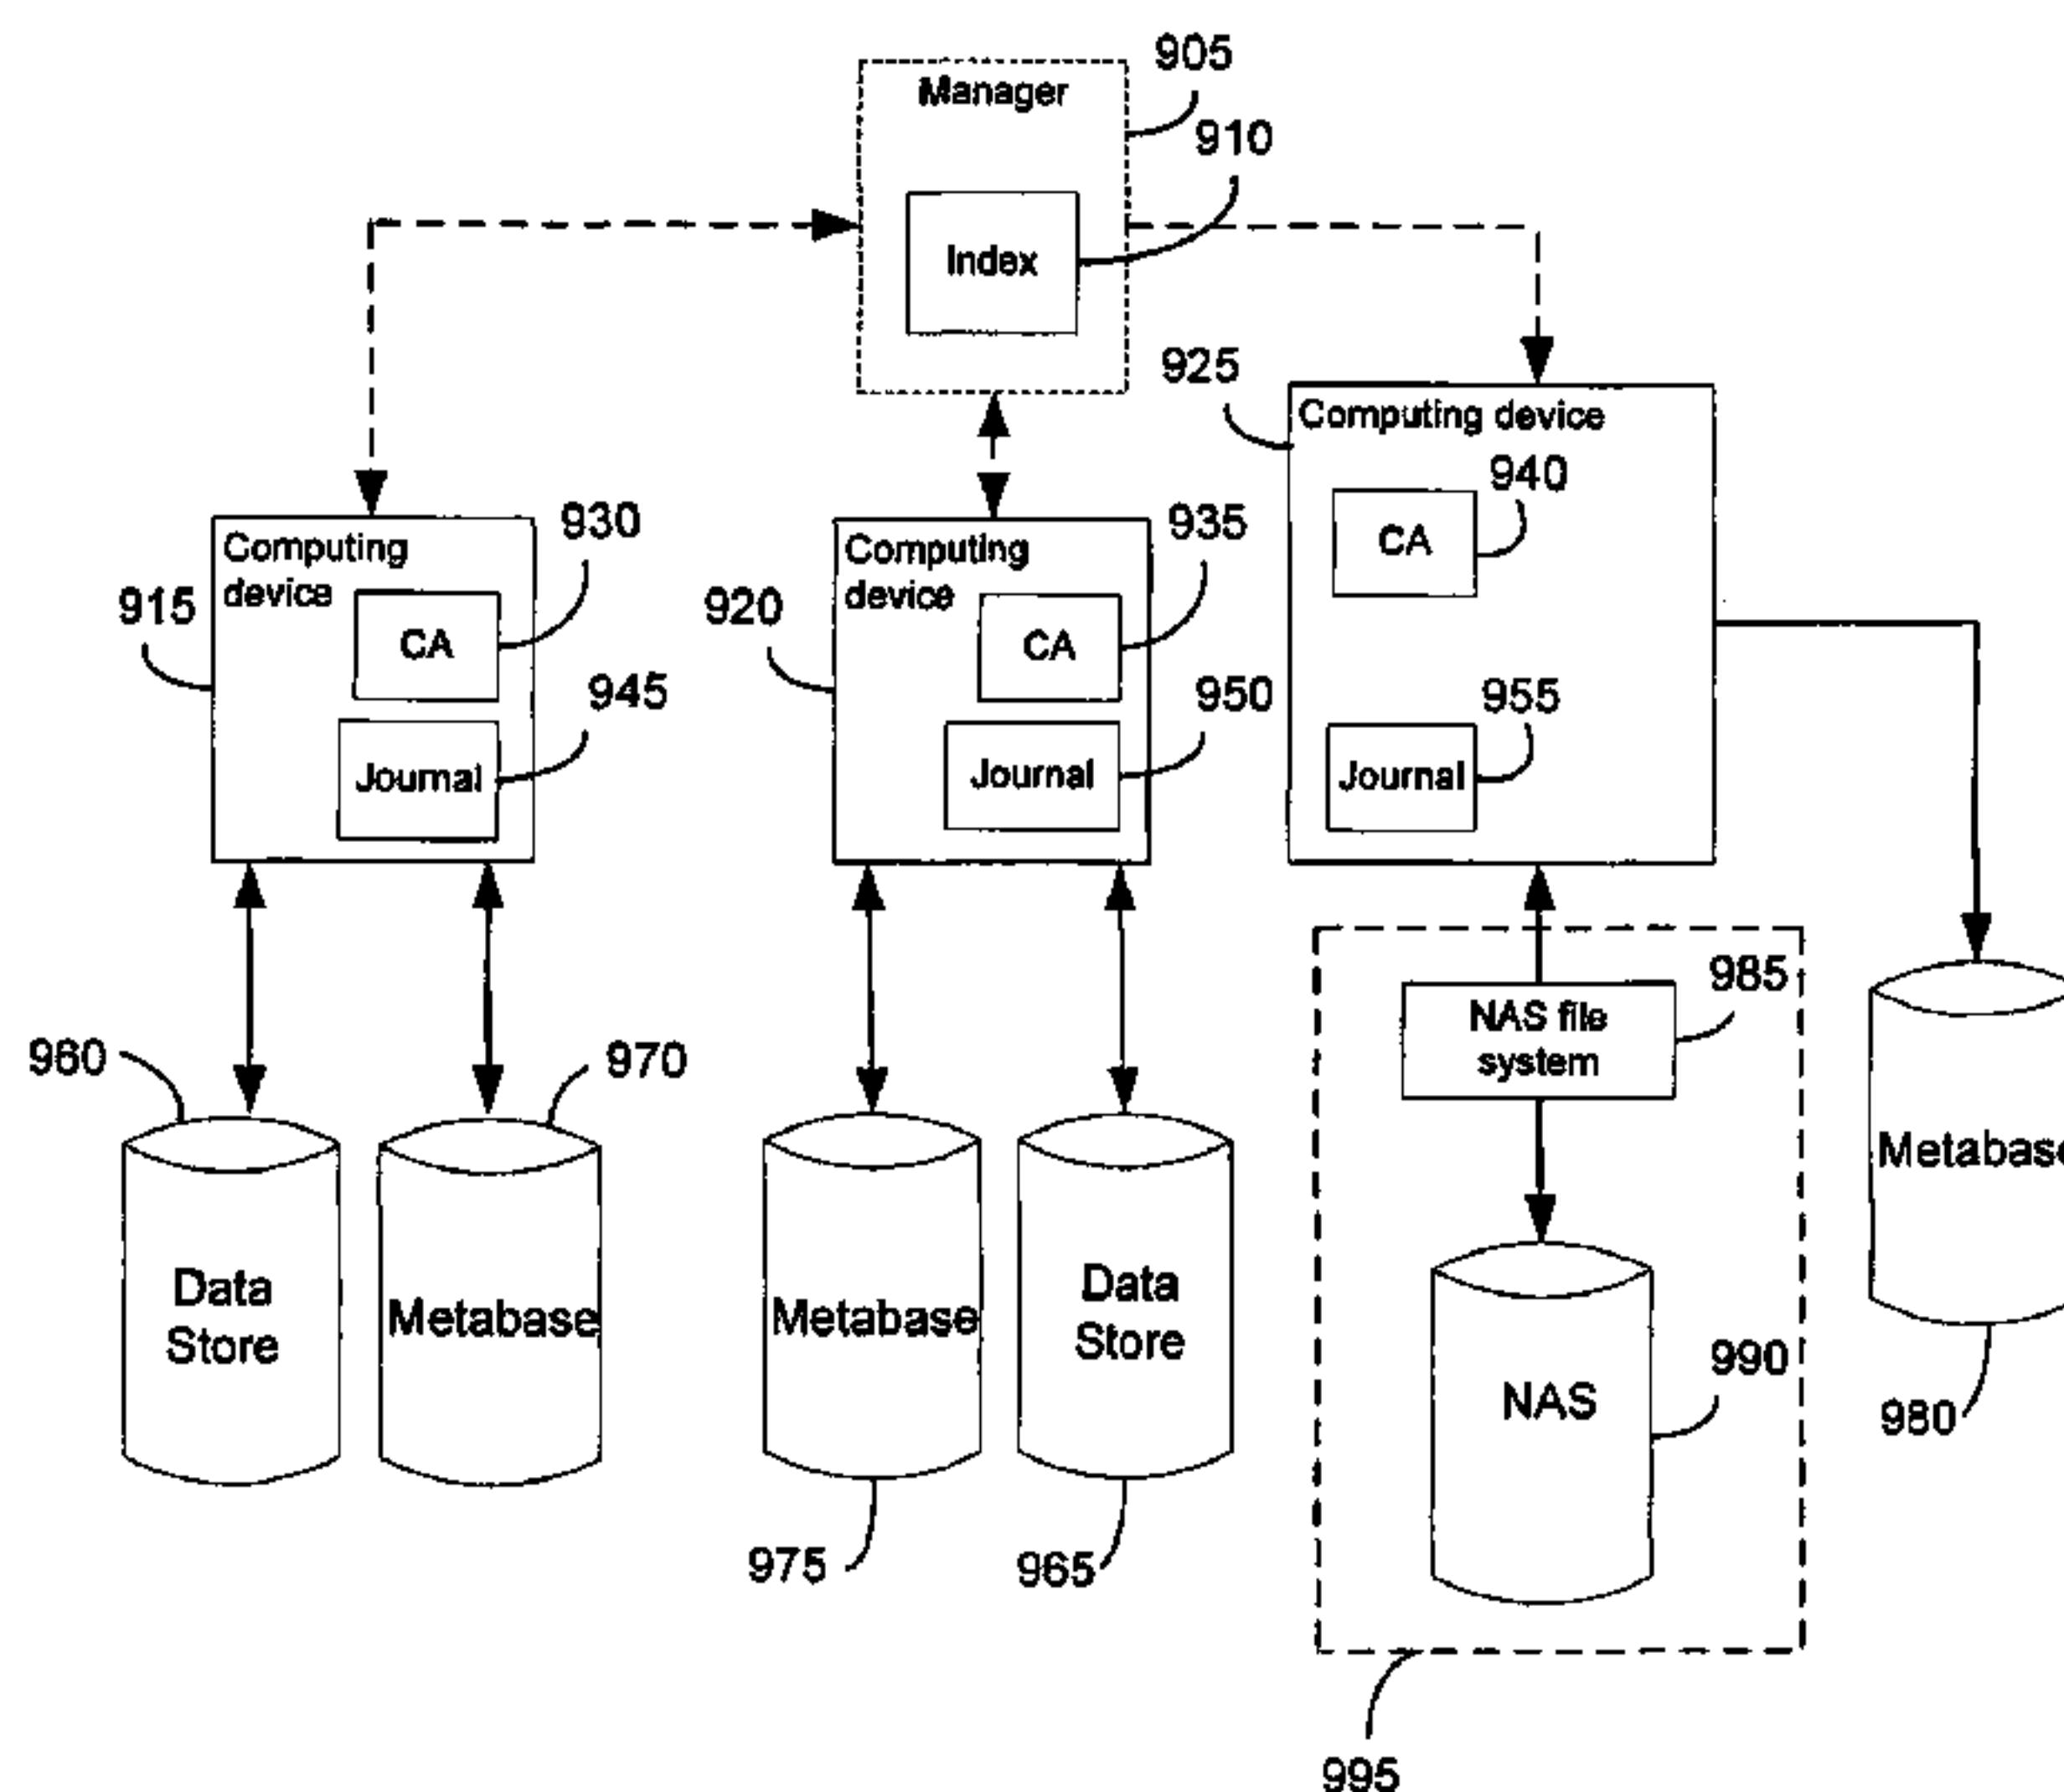 905
Manager
910
Index
925
Computing device
940
CA
930
Computing
device
915
CA
935
Computing
device
920
CA
945
Journal
950
Journal
955
Journal
985
NAS file
system
960
970
Metabase
Data
Store
Metabase
Metabase
Data
Store
990
NAS
980
975
965
995